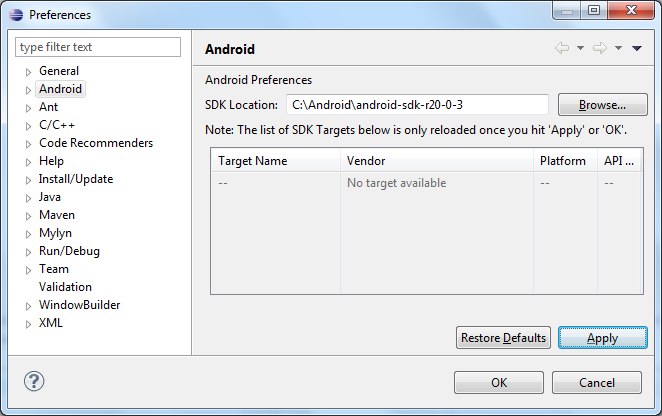 Preferences
type filter text
General
Android
Ant
C/C++
Code Recommenders
Help
Install/Update
Java
Maven
Mylyn
Run/Debug
Team
Validation
WindowBuilder
XML
Android
Android Preferences
SDK Location: C:\Android\android-sdk-r20-0-3 Browse...
Note: The list of SDK Targets below is only reloaded once you hit 'Apply' or 'OK'.
Target Name Vendor Platform API ...
-- No target available -- --
Restore Defaults Apply
? OK Cancel